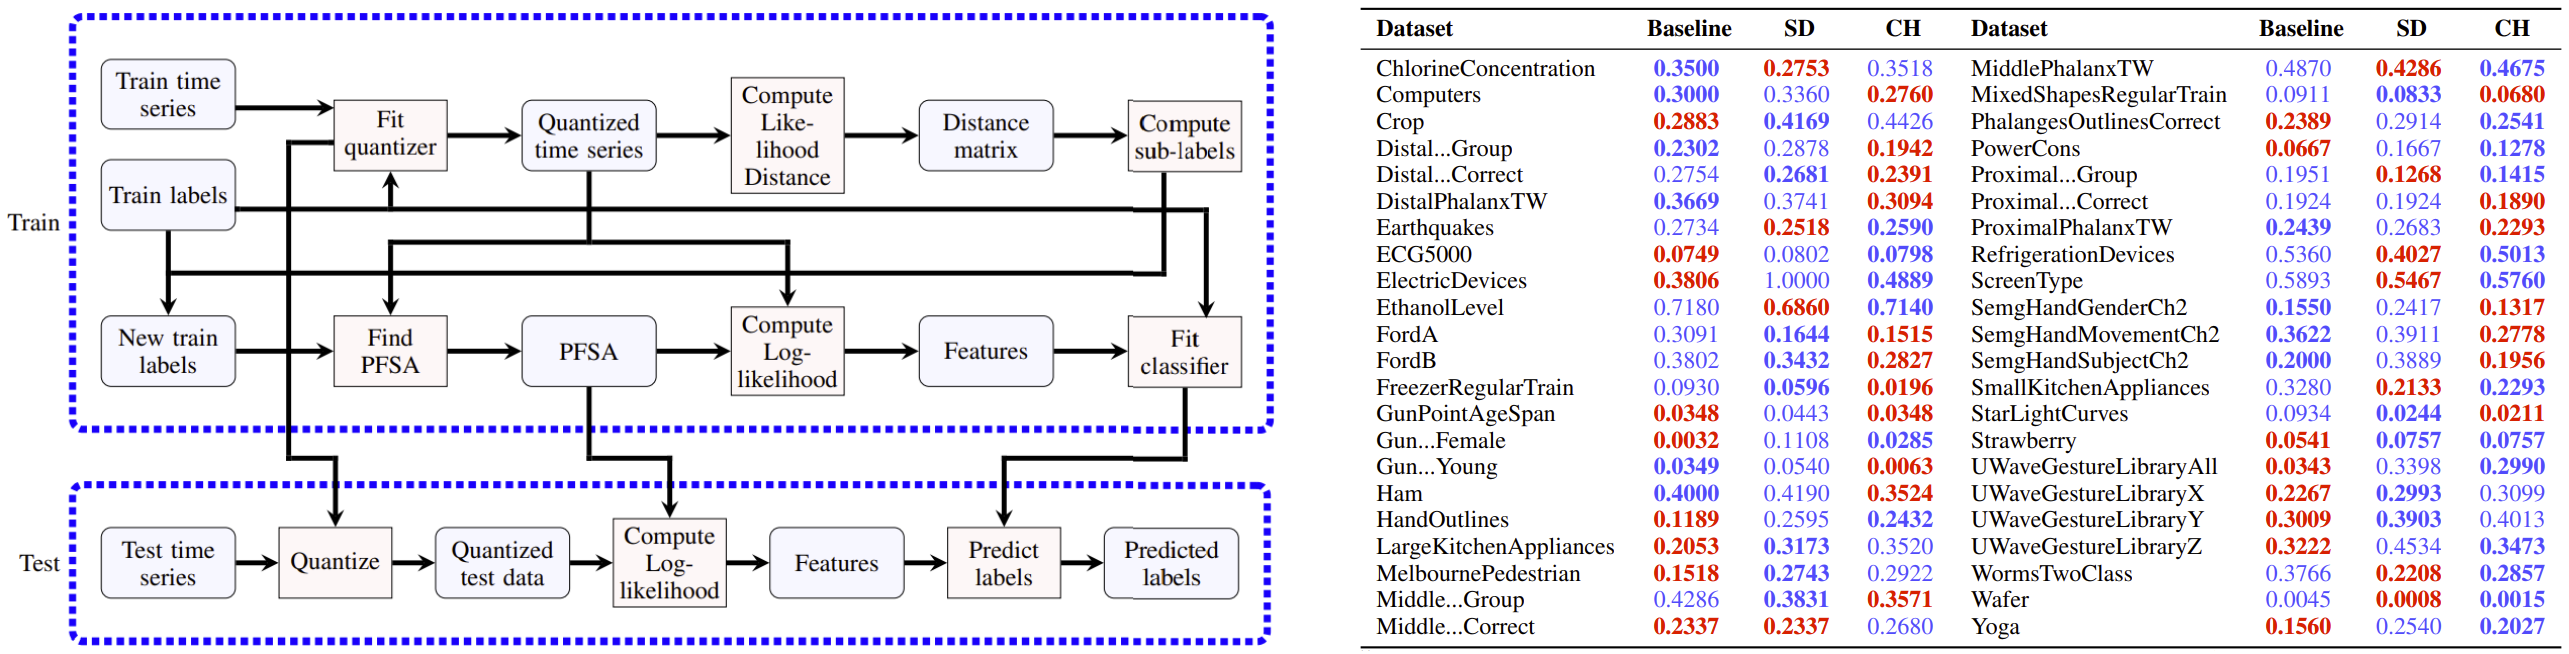 Train
Train time
series
Train labels
Fit
quantizer
Quantized
time series
Compute
Like-
lihood
Distance
Distance
matrix
Compute
sub-labels
New train
labels
Find
PFSA
PFSA
Compute
Log-
likelihood
Features
Fit
classifier
Test
Test time
series
Quantize
Quantized
test data
Compute
Log-
likelihood
Features
Predict
labels
Predicted
labels
Dataset Baseline SD CH Dataset Baseline SD CH
ChlorineConcentration 0.3500 0.2753 0.3518 MiddlePhalanxTW 0.4870 0.4286 0.4675
Computers 0.3000 0.3360 0.2760 MixedShapesRegularTrain 0.0911 0.0833 0.0680
Crop 0.2883 0.4169 0.4426 PhalangesOutlinesCorrect 0.2389 0.2914 0.2541
Distal...Group 0.2302 0.2878 0.1942 PowerCons 0.0667 0.1667 0.1278
Distal...Correct 0.2754 0.2681 0.2391 Proximal...Group 0.1951 0.1268 0.1415
DistalPhalanxTW 0.3669 0.3741 0.3094 Proximal...Correct 0.1924 0.1924 0.1890
Earthquakes 0.2734 0.2518 0.2590 ProximalPhalanxTW 0.2439 0.2683 0.2293
ECG5000 0.0749 0.0802 0.0798 RefrigerationDevices 0.5360 0.4027 0.5013
ElectricDevices 0.3806 1.0000 0.4889 ScreenType 0.5893 0.5467 0.5760
EthanolLevel 0.7180 0.6860 0.7140 SemgHandGenderCh2 0.1550 0.2417 0.1317
FordA 0.3091 0.1644 0.1515 SemgHandMovementCh2 0.3622 0.3911 0.2778
FordB 0.3802 0.3432 0.2827 SemgHandSubjectCh2 0.2000 0.3889 0.1956
FreezerRegularTrain 0.0930 0.0596 0.0196 SmallKitchenAppliances 0.3280 0.2133 0.2293
GunPointAgeSpan 0.0348 0.0443 0.0348 StarLightCurves 0.0934 0.0244 0.0211
Gun...Female 0.0032 0.1108 0.0285 Strawberry 0.0541 0.0757 0.0757
Gun...Young 0.0349 0.0540 0.0063 UWaveGestureLibraryAll 0.0343 0.3398 0.2990
Ham 0.4000 0.4190 0.3524 UWaveGestureLibraryX 0.2267 0.2993 0.3099
HandOutlines 0.1189 0.2595 0.2432 UWaveGestureLibraryY 0.3009 0.3903 0.4013
LargeKitchenAppliances 0.2053 0.3173 0.3520 UWaveGestureLibraryZ 0.3222 0.4534 0.3473
MelbournePedestrian 0.1518 0.2743 0.2922 WormsTwoClass 0.3766 0.2208 0.2857
Middle...Group 0.4286 0.3831 0.3571 Wafer 0.0045 0.0008 0.0015
Middle...Correct 0.2337 0.2337 0.2680 Yoga 0.1560 0.2540 0.2027